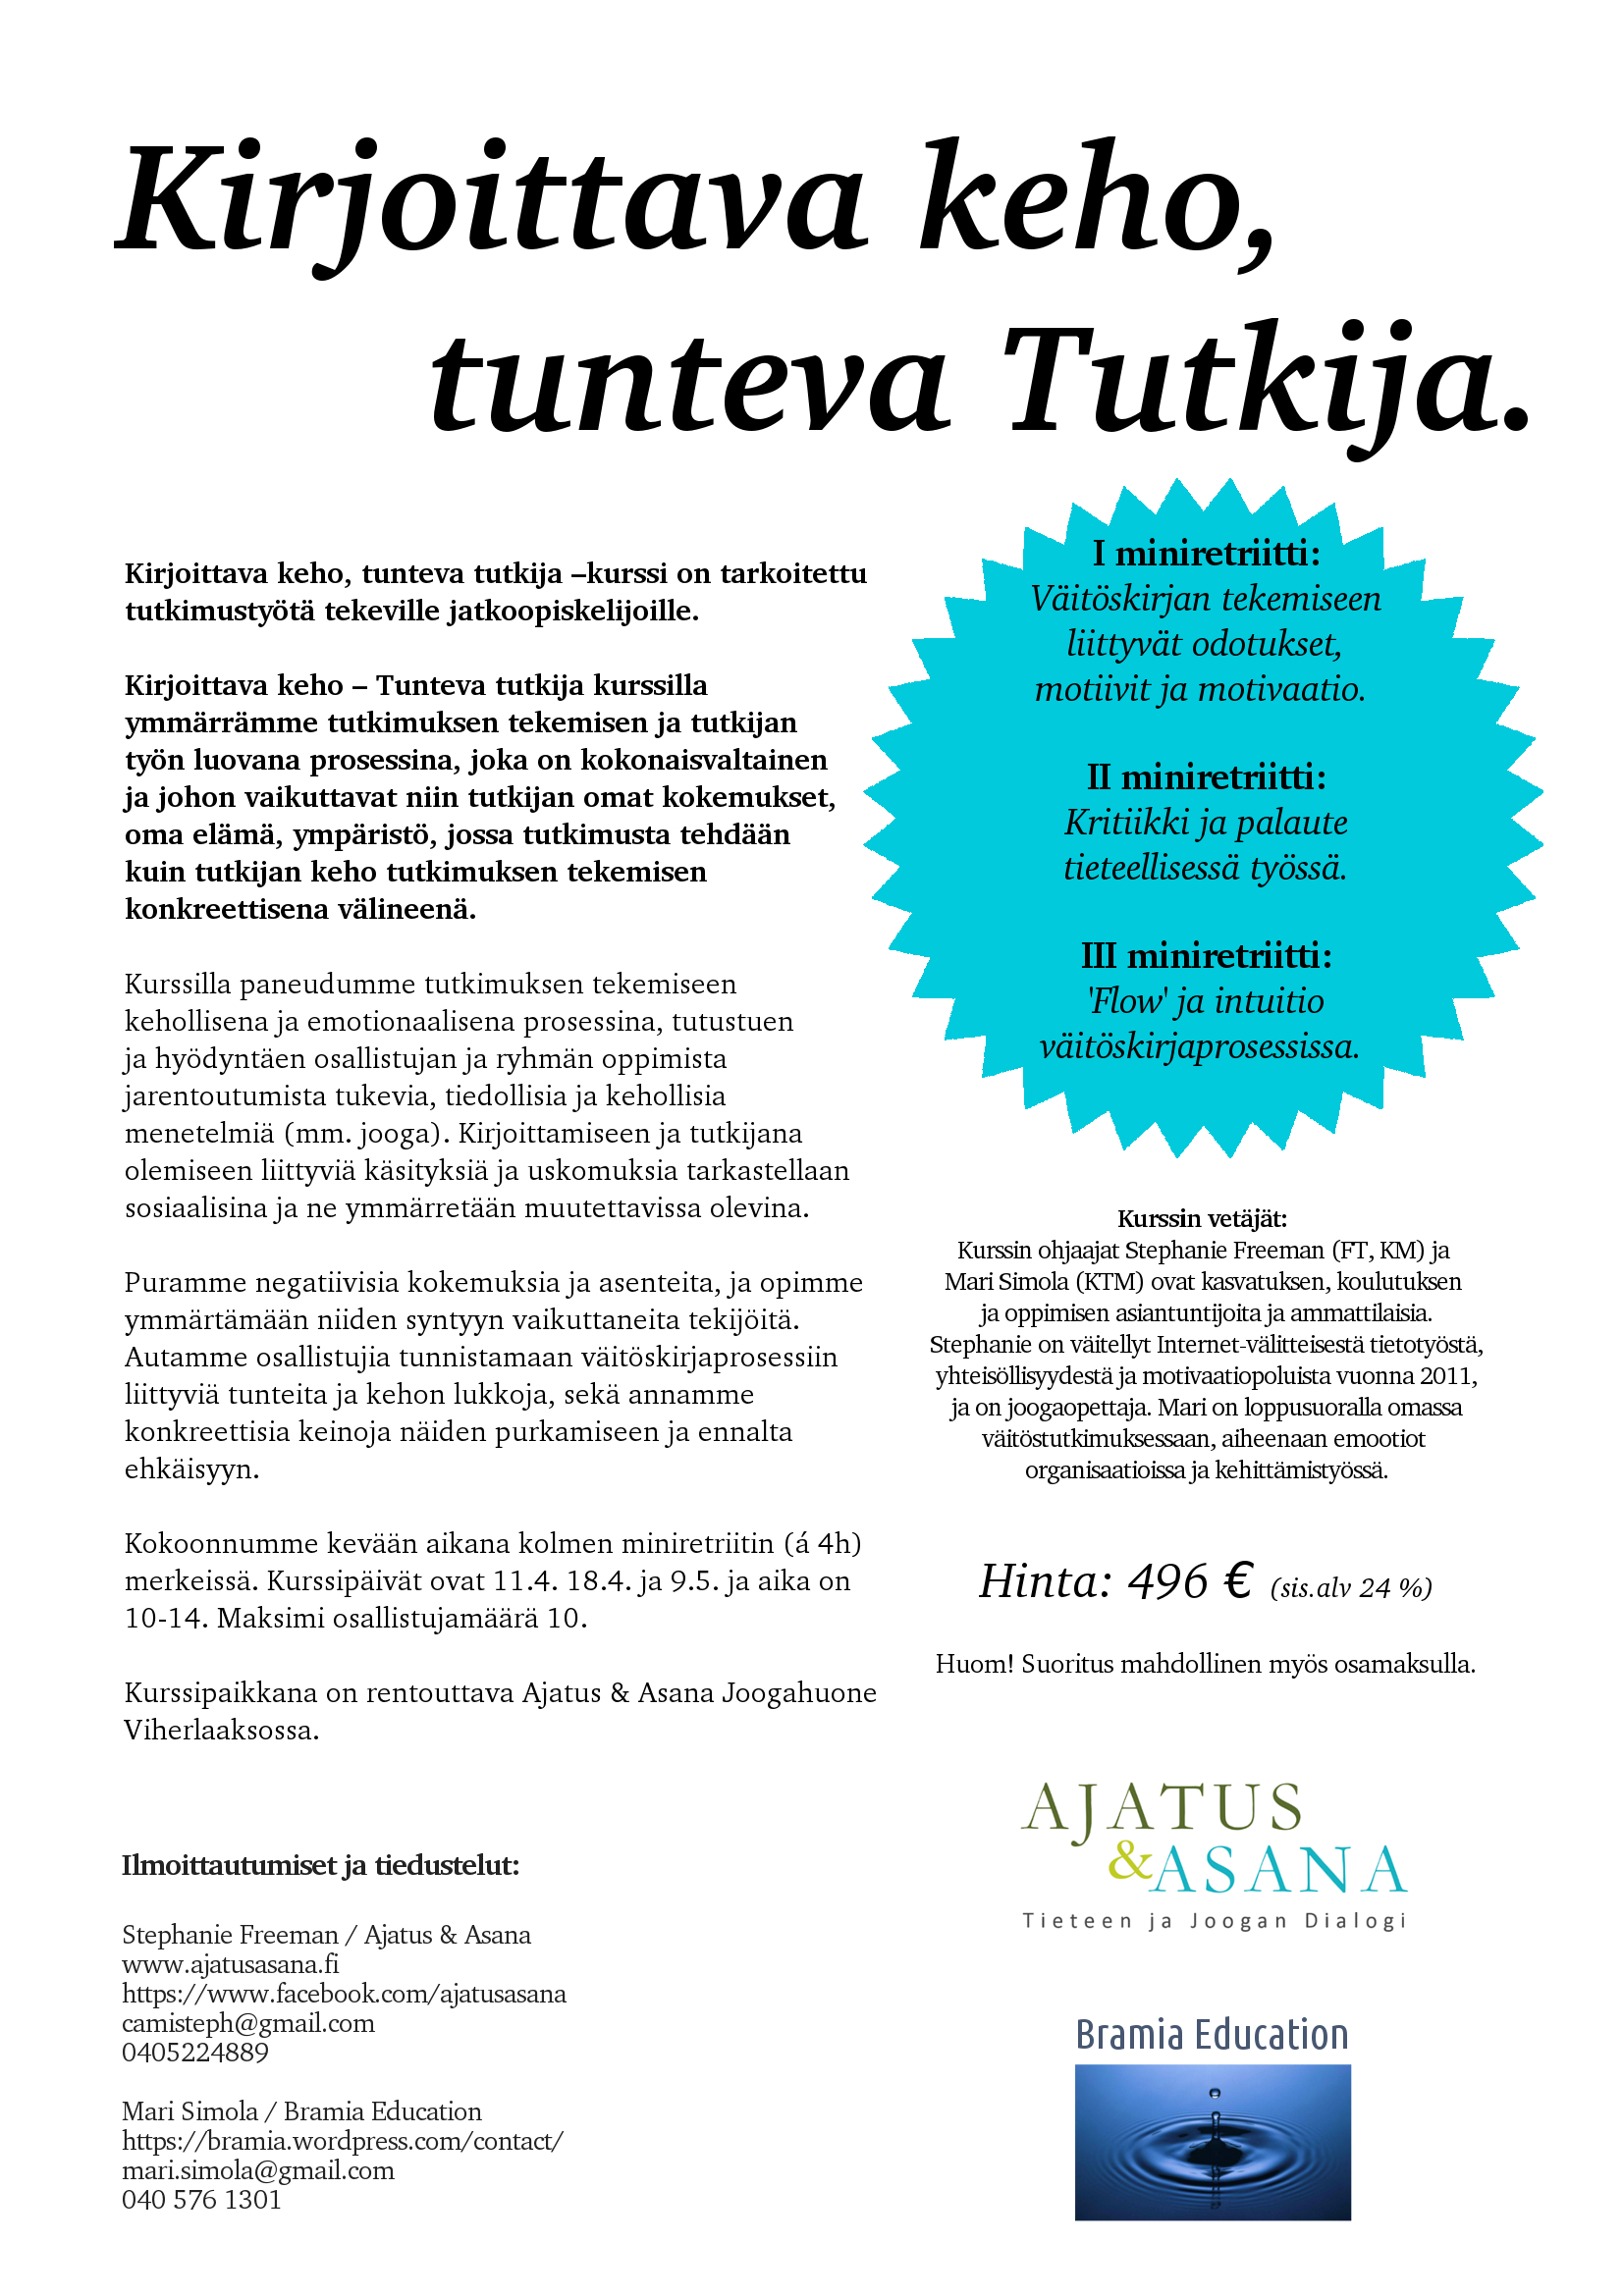 Kirjoittava keho,
tunteva Tutkija.
Kirjoittava keho, tunteva tutkija –kurssi on tarkoitettu
tutkimustyötä tekeville jatkoopiskelijoille.
Kirjoittava keho – Tunteva tutkija kurssilla
ymmärrämme tutkimuksen tekemisen ja tutkijan
työn luovana prosessina, joka on kokonaisvaltainen
ja johon vaikuttavat niin tutkijan omat kokemukset,
oma elämä, ympäristö, jossa tutkimusta tehdään
kuin tutkijan keho tutkimuksen tekemisen
konkreettisena välineenä.
Kurssilla paneudumme tutkimuksen tekemiseen
kehollisena ja emotionaalisena prosessina, tutustuen
ja hyödyntäen osallistujan ja ryhmän oppimista
jarentoutumista tukevia, tiedollisia ja kehollisia
menetelmiä (mm. jooga). Kirjoittamiseen ja tutkijana
olemiseen liittyviä käsityksiä ja uskomuksia tarkastellaan
sosiaalisina ja ne ymmärretään muutettavissa olevina.
Puramme negatiivisia kokemuksia ja asenteita, ja opimme
ymmärtämään niiden syntyyn vaikuttaneita tekijöitä.
Autamme osallistujia tunnistamaan väitöskirjaprosessiin
liittyviä tunteita ja kehon lukkoja, sekä annamme
konkreettisia keinoja näiden purkamiseen ja ennalta
ehkäisyyn.
Kokoonnumme kevään aikana kolmen miniretriitin (á 4h)
merkeissä. Kurssipäivät ovat 11.4. 18.4. ja 9.5. ja aika on
10-14. Maksimi osallistujamäärä 10.
Kurssipaikkana on rentouttava Ajatus & Asana Joogahuone
Viherlaaksossa.
Ilmoittautumiset ja tiedustelut:
Stephanie Freeman / Ajatus & Asana
www.ajatusasana.fi
https://www.facebook.com/ajatusasana
camisteph@gmail.com
0405224889
Mari Simola / Bramia Education
https://bramia.wordpress.com/contact/
mari.simola@gmail.com
040 576 1301
I miniretriitti:
Väitöskirjan tekemiseen
liittyvät odotukset,
motiivit ja motivaatio.
II miniretriitti:
Kritiikki ja palaute
tieteellisessä työssä.
III miniretriitti:
'Flow' ja intuitio
väitöskirjaprosessissa.
Kurssin vetäjät:
Kurssin ohjaajat Stephanie Freeman (FT, KM) ja
Mari Simola (KTM) ovat kasvatuksen, koulutuksen
ja oppimisen asiantuntijoita ja ammattilaisia.
Stephanie on väitellyt Internet-välitteisestä tietotyöstä,
yhteisöllisyydestä ja motivaatiopoluista vuonna 2011,
ja on joogaopettaja. Mari on loppusuoralla omassa
väitöstutkimuksessaan, aiheenaan emootiot
organisaatioissa ja kehittämistyössä.
Hinta: 496 € (sis.alv 24 %)
Huom! Suoritus mahdollinen myös osamaksulla.
AJATUS
&ASANA
Tieteen ja Joogan Dialogi
Bramia Education